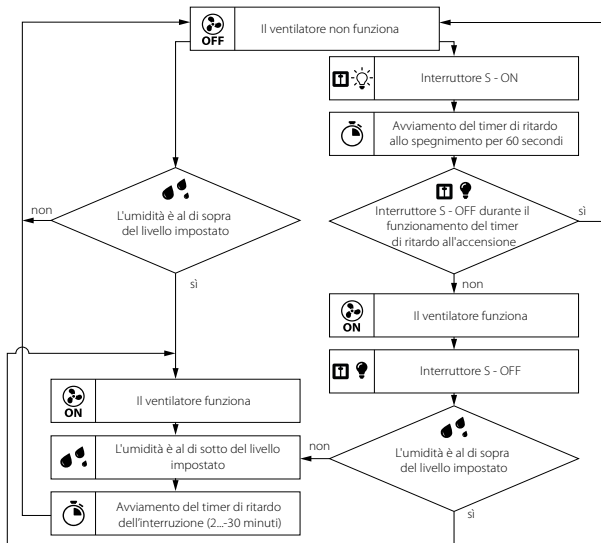 OFF
Il ventilatore non funziona
Interruttore S - ON
Avviamento del timer di ritardo
allo spegnimento per 60 secondi
non
L'umidità è al di sopra
del livello impostato
sì
Interruttore S - OFF durante il
funzionamento del timer
di ritardo all'accensione
sì
non
ON
Il ventilatore funziona
Interruttore S - OFF
ON
Il ventilatore funziona
L'umidità è al di sotto del livello
impostato
non
L'umidità è al di sopra
del livello impostato
sì
Avviamento del timer di ritardo
dell'interruzione (2...-30 minuti)